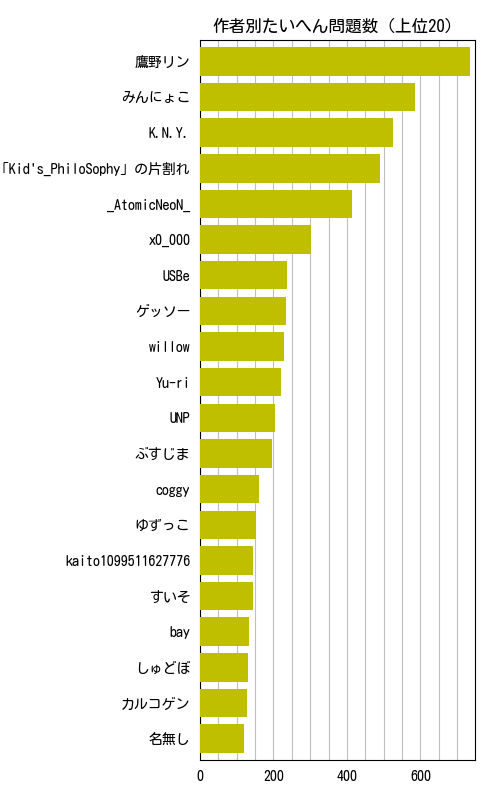 作者別たいへん問題数（上位20）
鷹野リン
みんにょこ
K.N.Y.
「Kid's_PhiloSophy」の片割れ
_AtomicNeoN_
x0_000
USBe
ゲッソー
willow
Yu-ri
UNP
ぶすじま
coggy
ゆずっこ
kaito1099511627776
すいそ
bay
しゅどぼ
カルコゲン
名無し
0 200 400 600